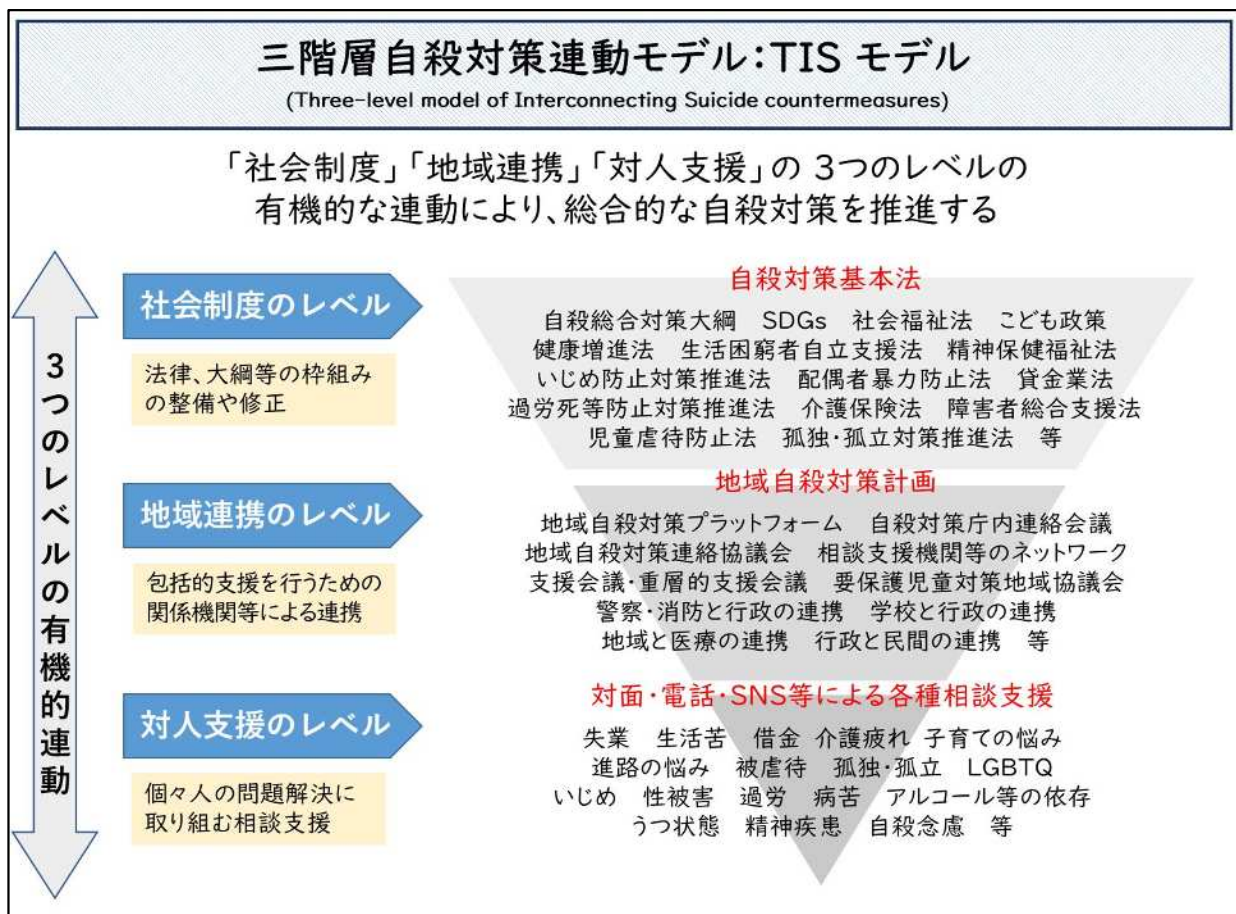 三階層自殺対策連動モデル:TIS モデル
(Three-level model of Interconnecting Suicide countermeasures)
「社会制度」「地域連携」「対人支援」の 3つのレベルの
有機的な連動により、総合的な自殺対策を推進する
3つのレベルの有機的連動
社会制度のレベル
法律、大綱等の枠組み
の整備や修正
自殺対策基本法
自殺総合対策大綱 SDGs 社会福祉法 こども政策
健康増進法 生活困窮者自立支援法 精神保健福祉法
いじめ防止対策推進法 配偶者暴力防止法 貸金業法
過労死等防止対策推進法 介護保険法 障害者総合支援法
児童虐待防止法 孤独・孤立対策推進法 等
地域連携のレベル
包括的支援を行うための
関係機関等による連携
地域自殺対策計画
地域自殺対策プラットフォーム 自殺対策庁内連絡会議
地域自殺対策連絡協議会 相談支援機関等のネットワーク
支援会議・重層的支援会議 要保護児童対策地域協議会
警察・消防と行政の連携 学校と行政の連携
地域と医療の連携 行政と民間の連携 等
対人支援のレベル
個々人の問題解決に
取り組む相談支援
対面・電話・SNS等による各種相談支援
失業 生活苦 借金 介護疲れ 子育ての悩み
進路の悩み 被虐待 孤独・孤立 LGBTQ
いじめ 性被害 過労 病苦 アルコール等の依存
うつ状態 精神疾患 自殺念慮 等